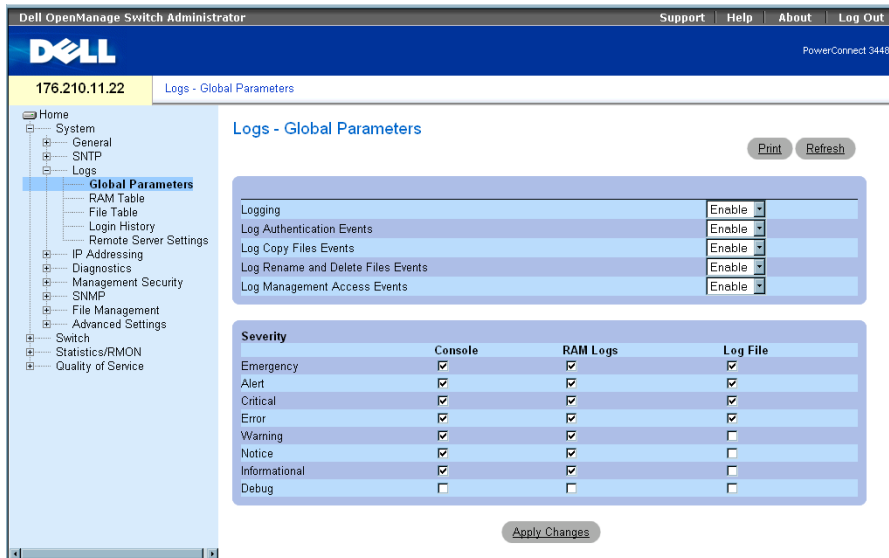 Dell OpenManage Switch Administrator
Support Help About Log Out
DELL
PowerConnect 3448
176.210.11.22
Logs - Global Parameters
Home
System
General
SNTP
Logs
Global Parameters
RAM Table
File Table
Login History
Remote Server Settings
IP Addressing
Diagnostics
Management Security
SNMP
File Management
Advanced Settings
Switch
Statistics/RMON
Quality of Service
Logs - Global Parameters
Print Refresh
Logging Enable
Log Authentication Events Enable
Log Copy Files Events Enable
Log Rename and Delete Files Events Enable
Log Management Access Events Enable
Severity
Console RAM Logs Log File
Emergency
Alert
Critical
Error
Warning
Notice
Informational
Debug
Apply Changes